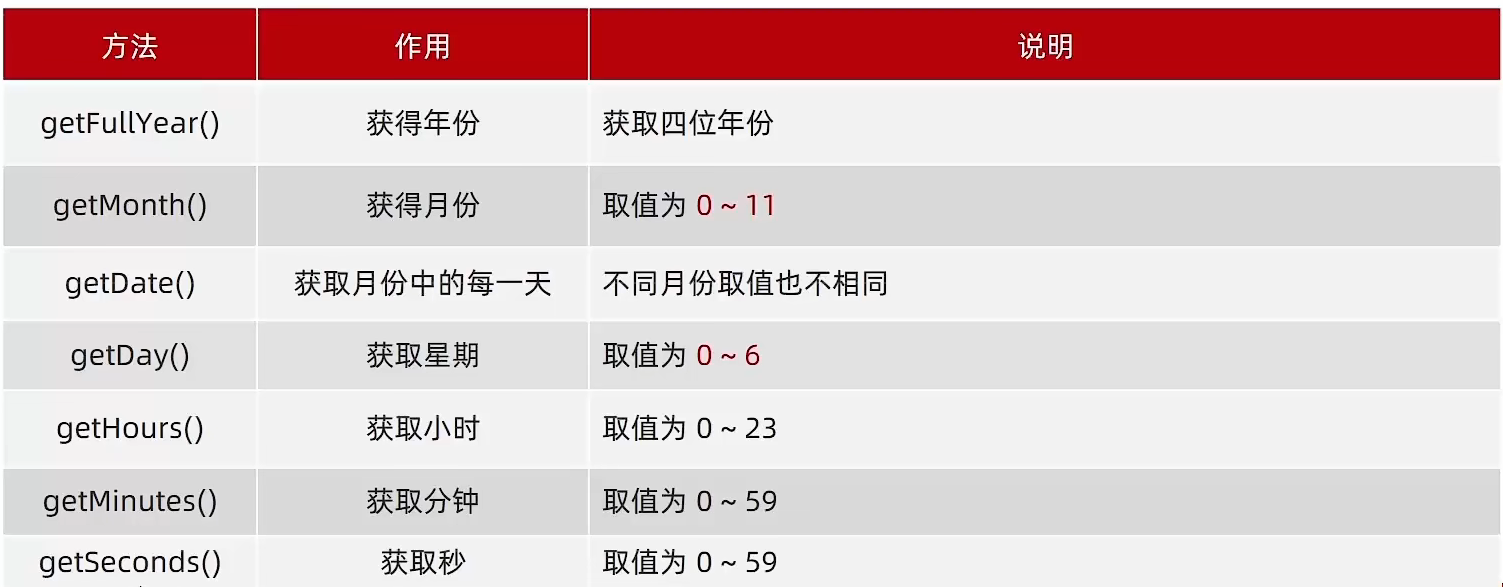 方法 作用 说明
getFullYear() 获得年份 获取四位年份
getMonth() 获得月份 取值为 0 ~ 11
getDate() 获取月份中的每一天 不同月份取值也不相同
getDay() 获取星期 取值为 0 ~ 6
getHours() 获取小时 取值为 0 ~ 23
getMinutes() 获取分钟 取值为 0 ~ 59
getSeconds() 获取秒 取值为 0 ~ 59